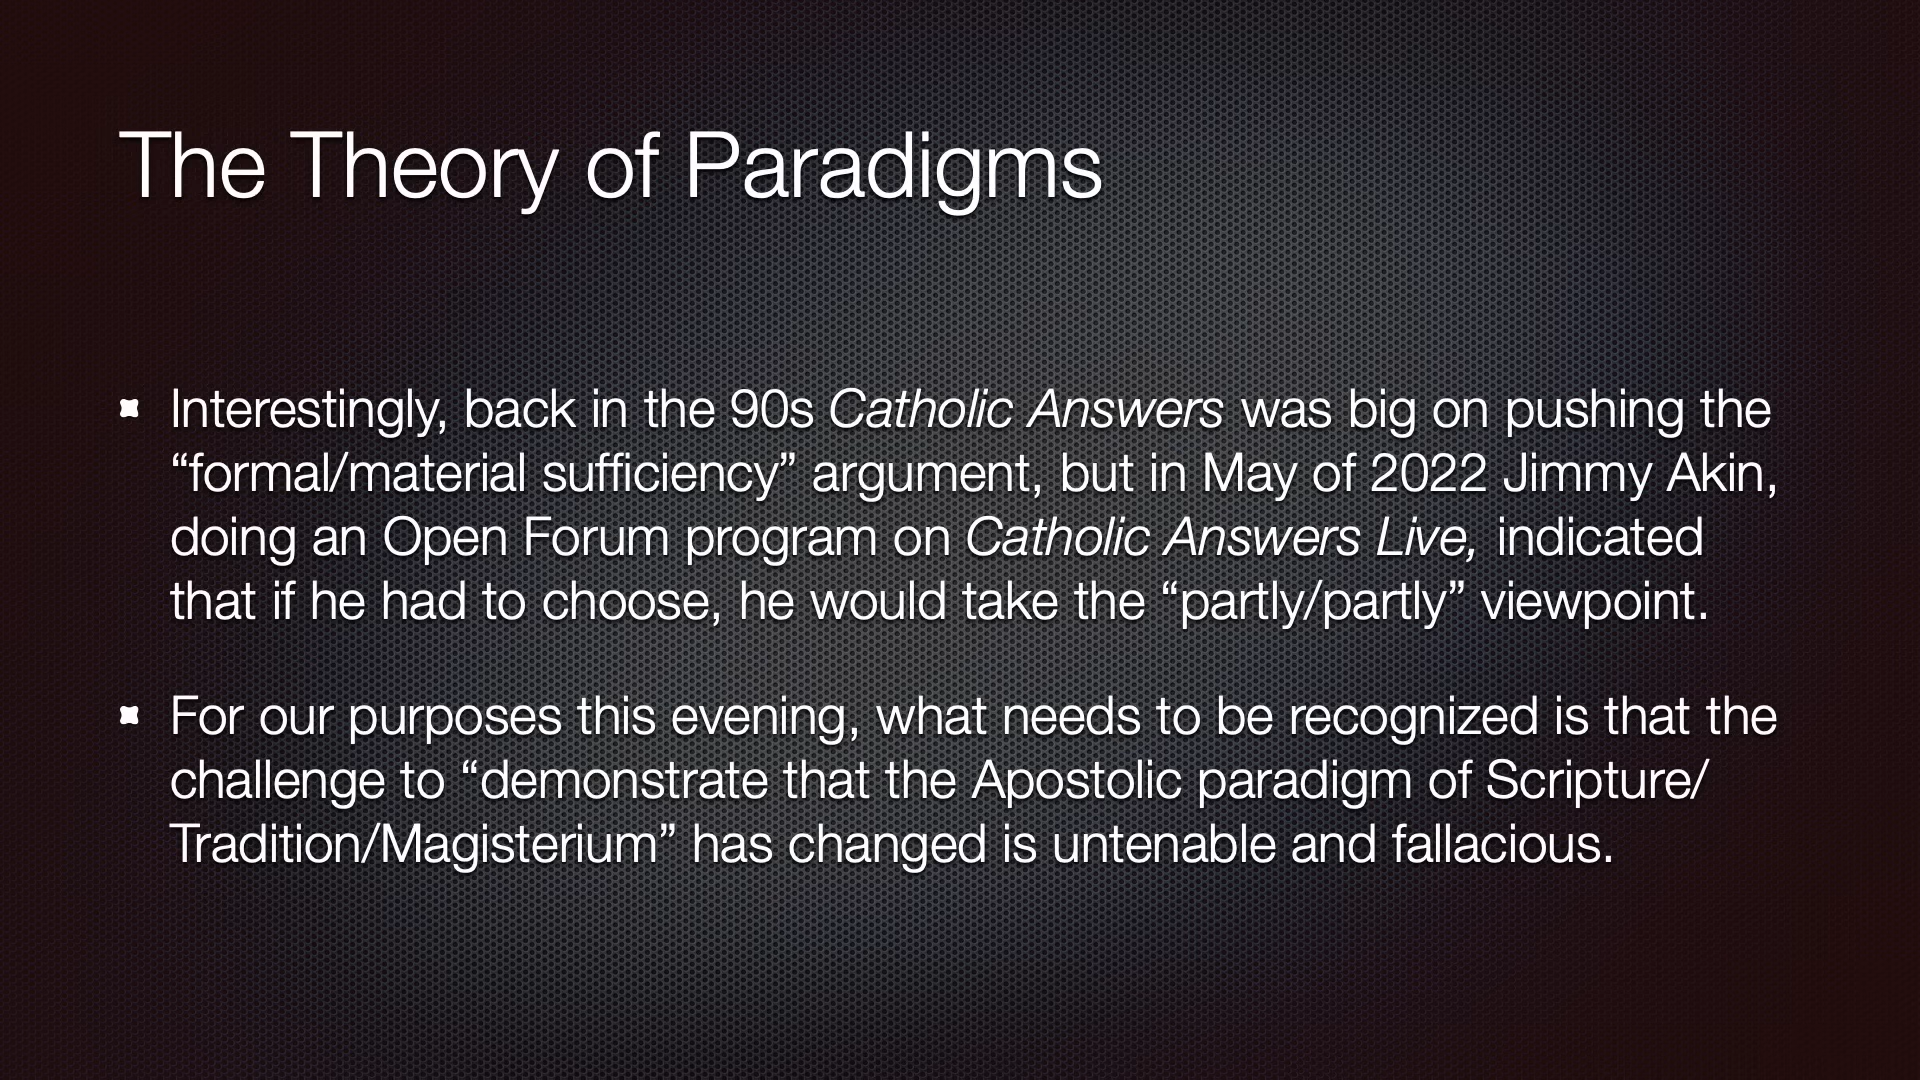 The Theory of Paradigms
Interestingly, back in the 90s Catholic Answers was big on pushing the
“formal/material sufficiency” argument, but in May of 2022 Jimmy Akin,
doing an Open Forum program on Catholic Answers Live, indicated
that if he had to choose, he would take the “partly/partly” viewpoint.
For our purposes this evening, what needs to be recognized is that the
challenge to “demonstrate that the Apostolic paradigm of Scripture/
Tradition/Magisterium” has changed is untenable and fallacious.